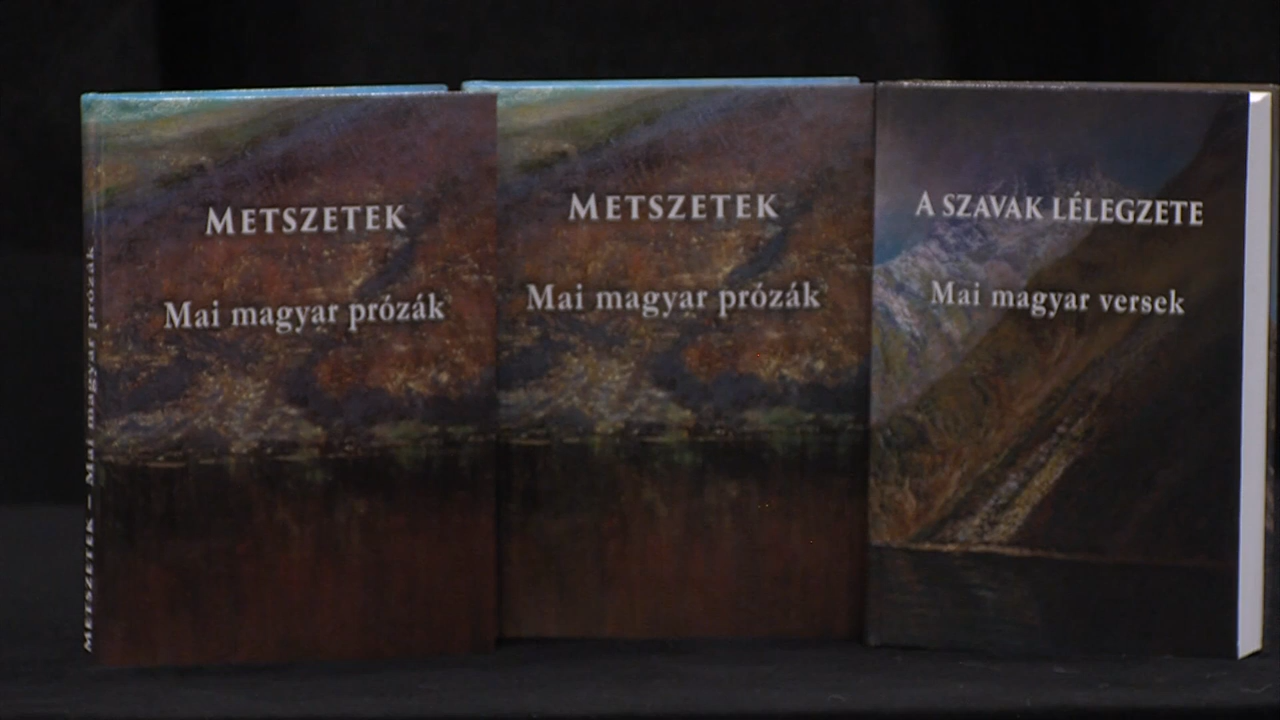 METSZETEK – Mai magyar prózák
METSZETEK
Mai magyar prózák
METSZETEK
Mai magyar prózák
A SZAVAK LÉLEGZETE
Mai magyar versek